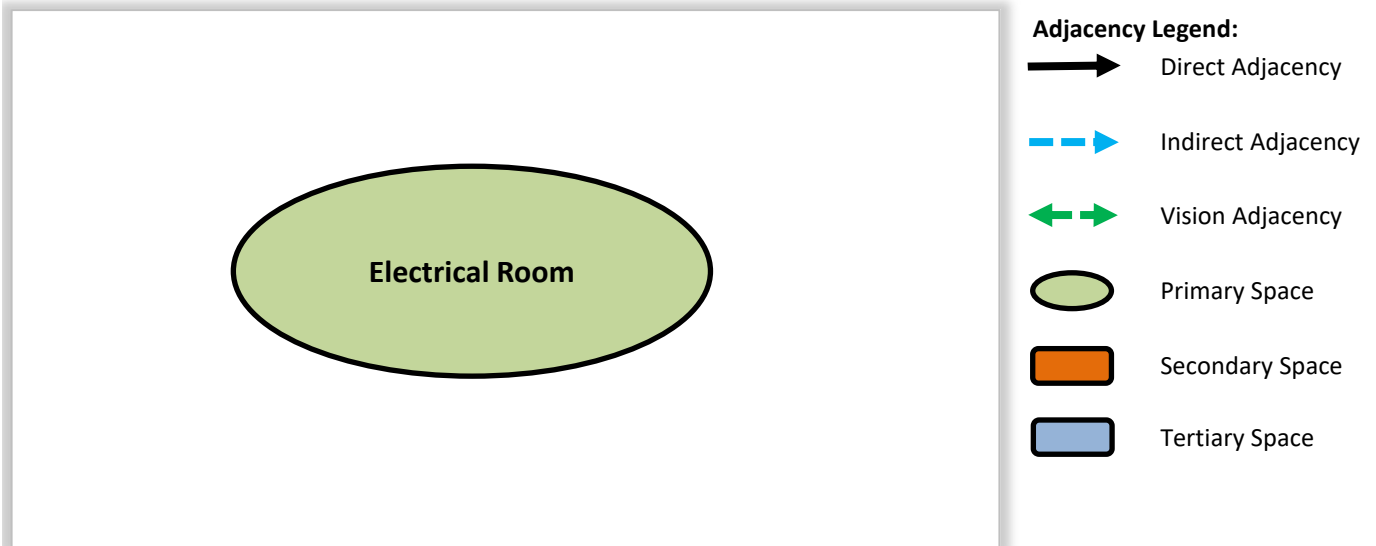 Electrical Room
Adjacency Legend:
Direct Adjacency
Indirect Adjacency
Vision Adjacency
Primary Space
Secondary Space
Tertiary Space